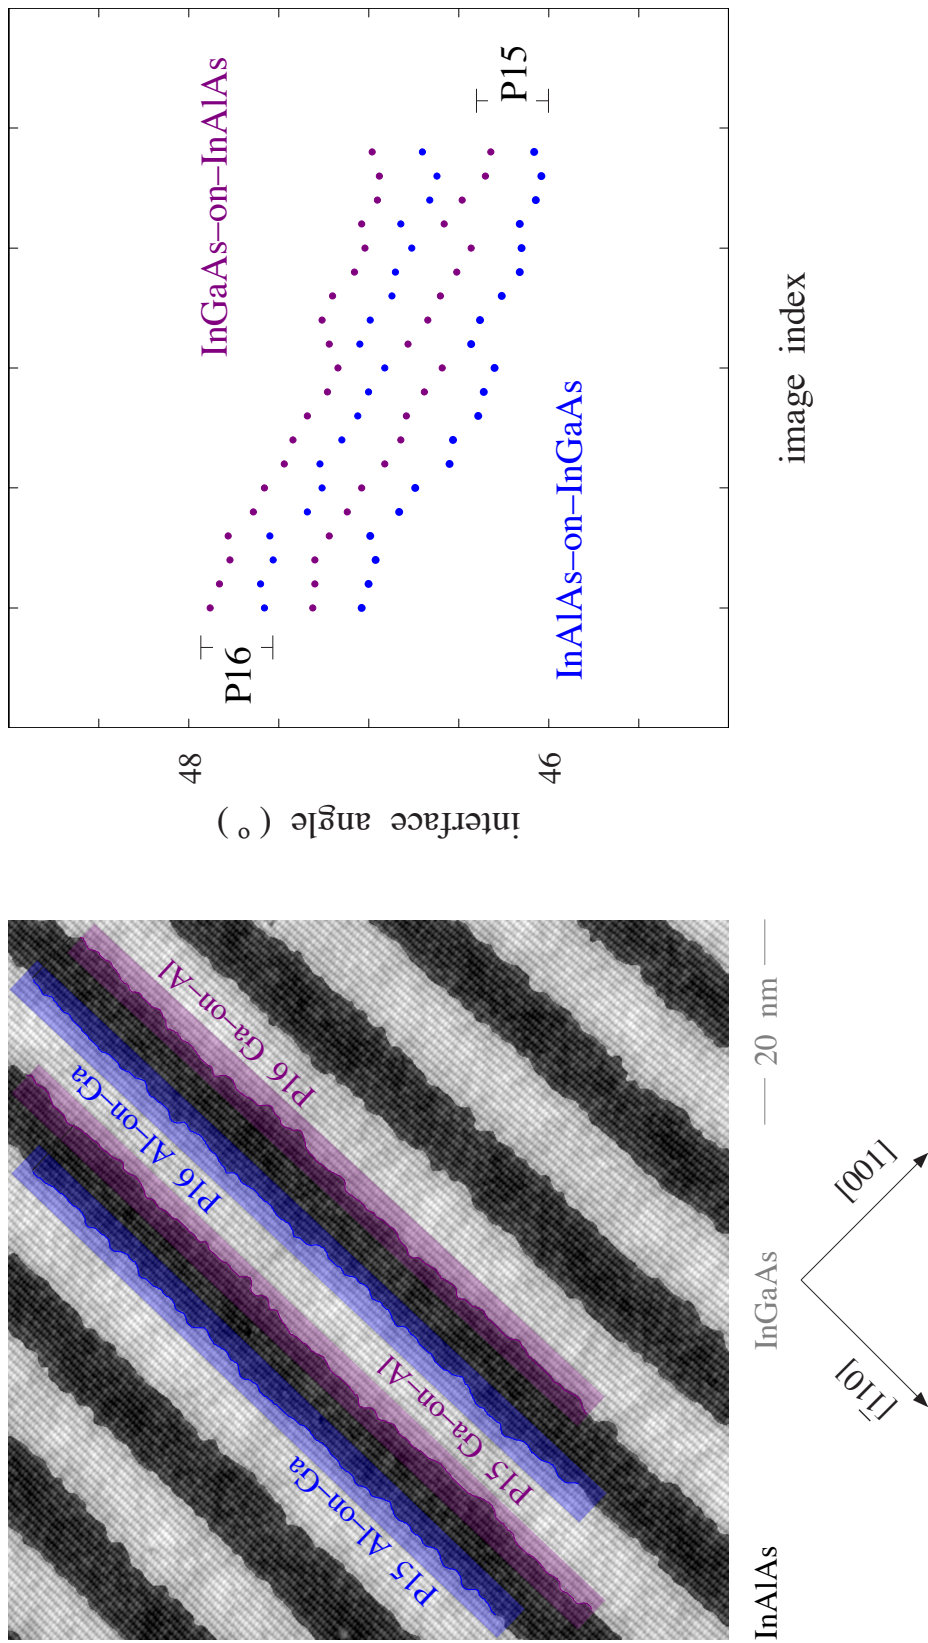 InGaAs–on–InAlAs
P15
P16
InAlAs–on–InGaAs
48
46
interface angle (°)
image index
P16 Ga–on–Al
P16 Al–on–Ga
P15 Ga–on–Al
P15 Al–on–Ga
InAlAs
InGaAs
20 nm
[1̄10]
[001]